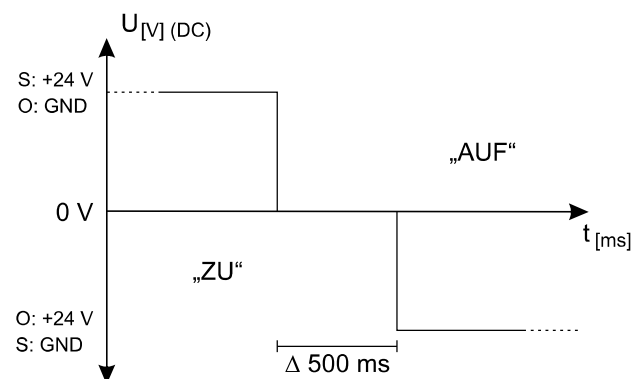 U[V] (DC)
S: +24 V
O: GND
„AUF“
0 V
t[ms]
„ZU“
O: +24 V
S: GND
Δ 500 ms